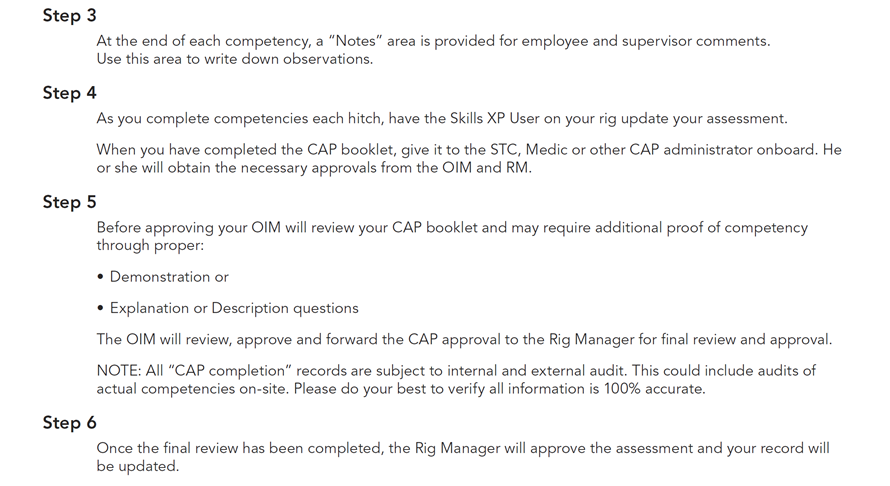 Step 3
At the end of each competency, a “Notes” area is provided for employee and supervisor comments.
Use this area to write down observations.
Step 4
As you complete competencies each hitch, have the Skills XP User on your rig update your assessment.
When you have completed the CAP booklet, give it to the STC, Medic or other CAP administrator onboard. He
or she will obtain the necessary approvals from the OIM and RM.
Step 5
Before approving your OIM will review your CAP booklet and may require additional proof of competency
through proper:
• Demonstration or
• Explanation or Description questions
The OIM will review, approve and forward the CAP approval to the Rig Manager for final review and approval.
NOTE: All “CAP completion” records are subject to internal and external audit. This could include audits of
actual competencies on-site. Please do your best to verify all information is 100% accurate.
Step 6
Once the final review has been completed, the Rig Manager will approve the assessment and your record will
be updated.